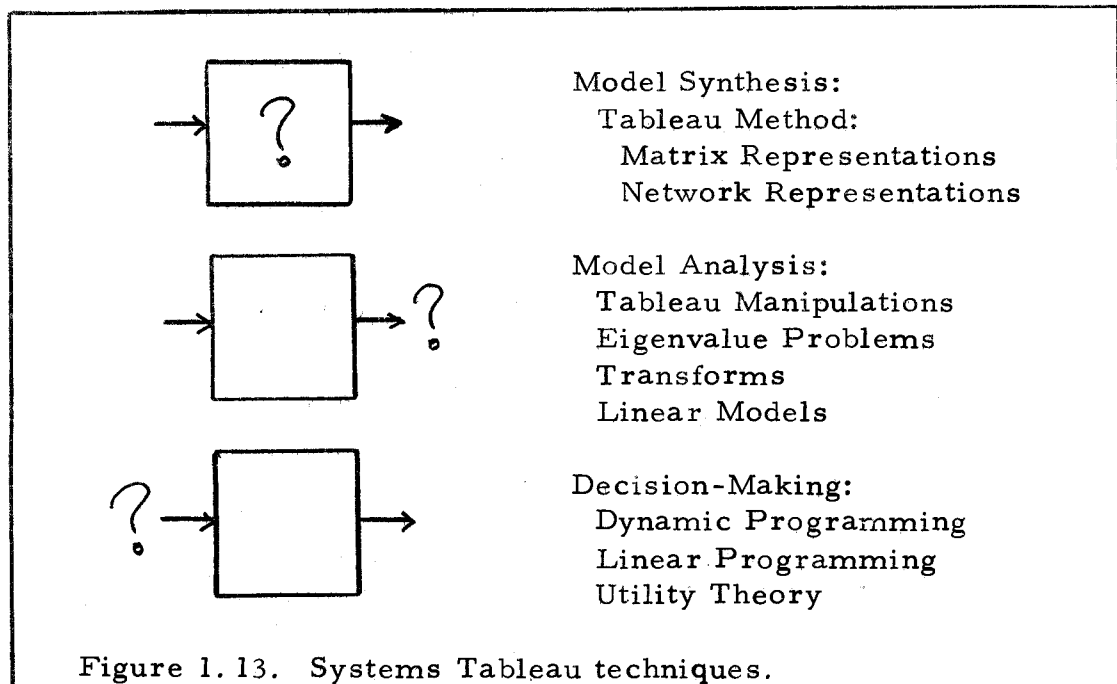 ?
Model Synthesis:
Tableau Method:
Matrix Representations
Network Representations
?
Model Analysis:
Tableau Manipulations
Eigenvalue Problems
Transforms
Linear Models
?
Decision-Making:
Dynamic Programming
Linear Programming
Utility Theory
Figure 1.13. Systems Tableau techniques.